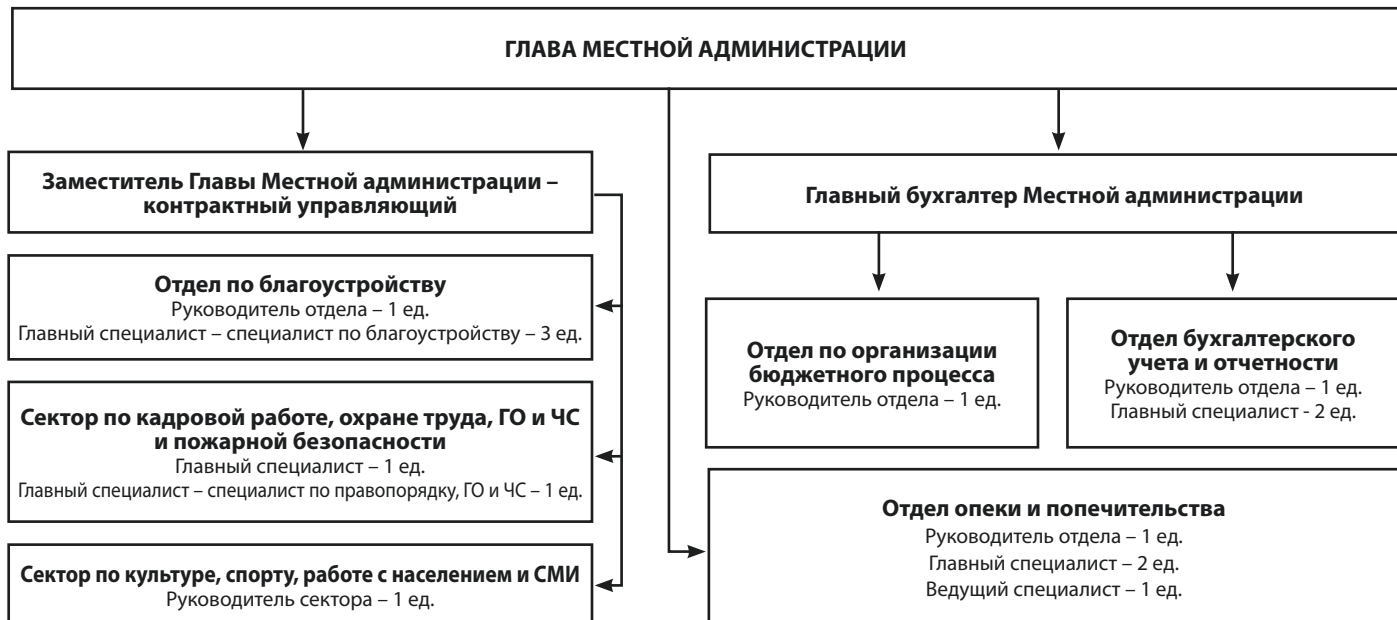 ГЛАВА МЕСТНОЙ АДМИНИСТРАЦИИ
Заместитель Главы Местной администрации –
контрактный управляющий
Отдел по благоустройству
Руководитель отдела – 1 ед.
Главный специалист – специалист по благоустройству – 3 ед.
Сектор по кадровой работе, охране труда, ГО и ЧС
и пожарной безопасности
Главный специалист – 1 ед.
Главный специалист – специалист по правопорядку, ГО и ЧС – 1 ед.
Сектор по культуре, спорту, работе с населением и СМИ
Руководитель сектора – 1 ед.
Главный бухгалтер Местной администрации
Отдел по организации
бюджетного процесса
Руководитель отдела – 1 ед.
Отдел бухгалтерского
учета и отчетности
Руководитель отдела – 1 ед.
Главный специалист - 2 ед.
Отдел опеки и попечительства
Руководитель отдела – 1 ед.
Главный специалист – 2 ед.
Ведущий специалист – 1 ед.